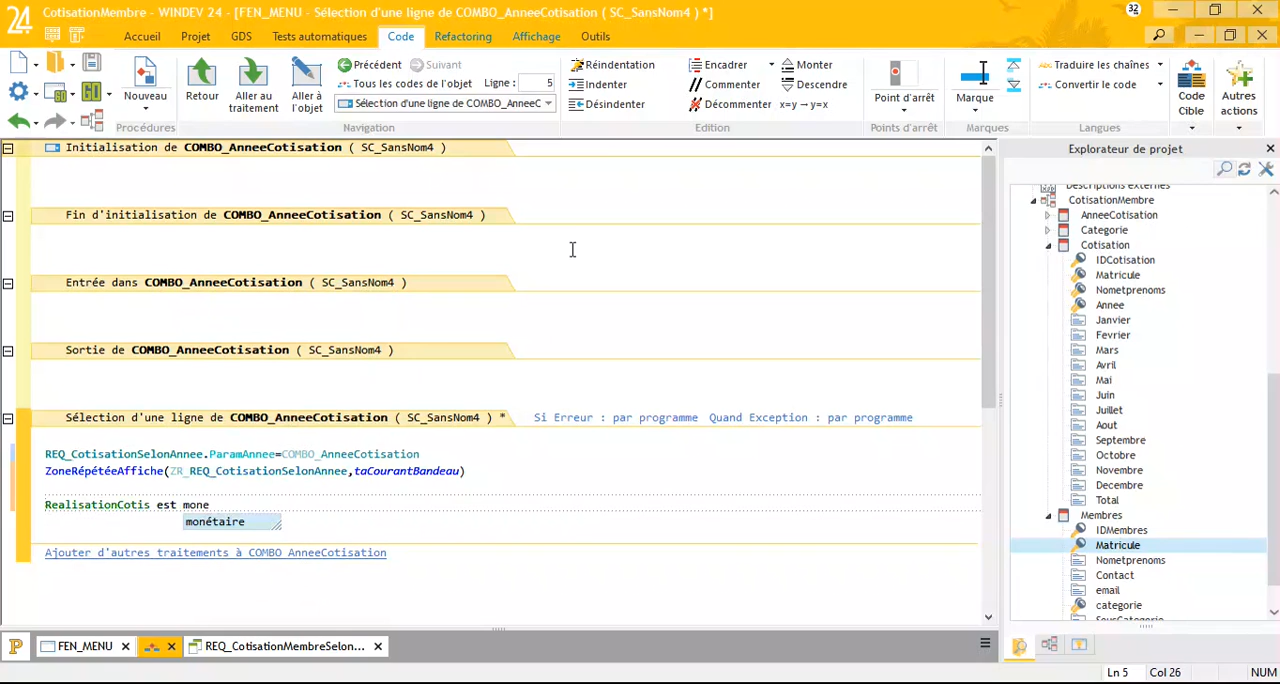 24
CotisationMembre - WINDEV 24 - [FEN_MENU - Sélection d'une ligne de COMBO_AnneeCotisation ( SC_SansNom4 ) *]
32
Accueil Projet GDS Tests automatiques Code Refactoring Affichage Outils
Nouveau
Procédures
Retour
Aller au traitement
Aller à l'objet
Précédent Suivant
Tous les codes de l'objet Ligne : 5
Sélection d'une ligne de COMBO_AnneeC
Navigation
Réindentation
Indenter
Désindenter
Encadrer
Commenter
Décommenter
Monter
Descendre
x=y→y=x
Edition
Point d'arrêt
Points d'arrêt
Marque
Marques
Traduire les chaînes
Convertir le code
Langues
Code Cible
Autres actions
Initialisation de COMBO_AnneeCotisation ( SC_SansNom4 )
Fin d'initialisation de COMBO_AnneeCotisation ( SC_SansNom4 )
Entrée dans COMBO_AnneeCotisation ( SC_SansNom4 )
Sortie de COMBO_AnneeCotisation ( SC_SansNom4 )
Sélection d'une ligne de COMBO_AnneeCotisation ( SC_SansNom4 ) * Si Erreur : par programme Quand Exception : par programme
REQ_CotisationSelonAnnee.ParamAnnee=COMBO_AnneeCotisation
ZoneRépétéeAffiche(ZR_REQ_CotisationSelonAnnee,taCourantBandeau)
RealisationCotis est mone
monétaire
Ajouter d'autres traitements à COMBO_AnneeCotisation
Explorateur de projet
Descriptions externes
CotisationMembre
AnneeCotisation
Categorie
Cotisation
IDCotisation
Matricule
Nometprenoms
Annee
Janvier
Fevrier
Mars
Avril
Mai
Juin
Juillet
Aout
Septembre
Octobre
Novembre
Decembre
Total
Membres
IDMembres
Matricule
Nometprenoms
Contact
email
categorie
SousCategorie
FEN_MENU
REQ_CotisationMembreSelon...
Ln 5 Col 26 NUM